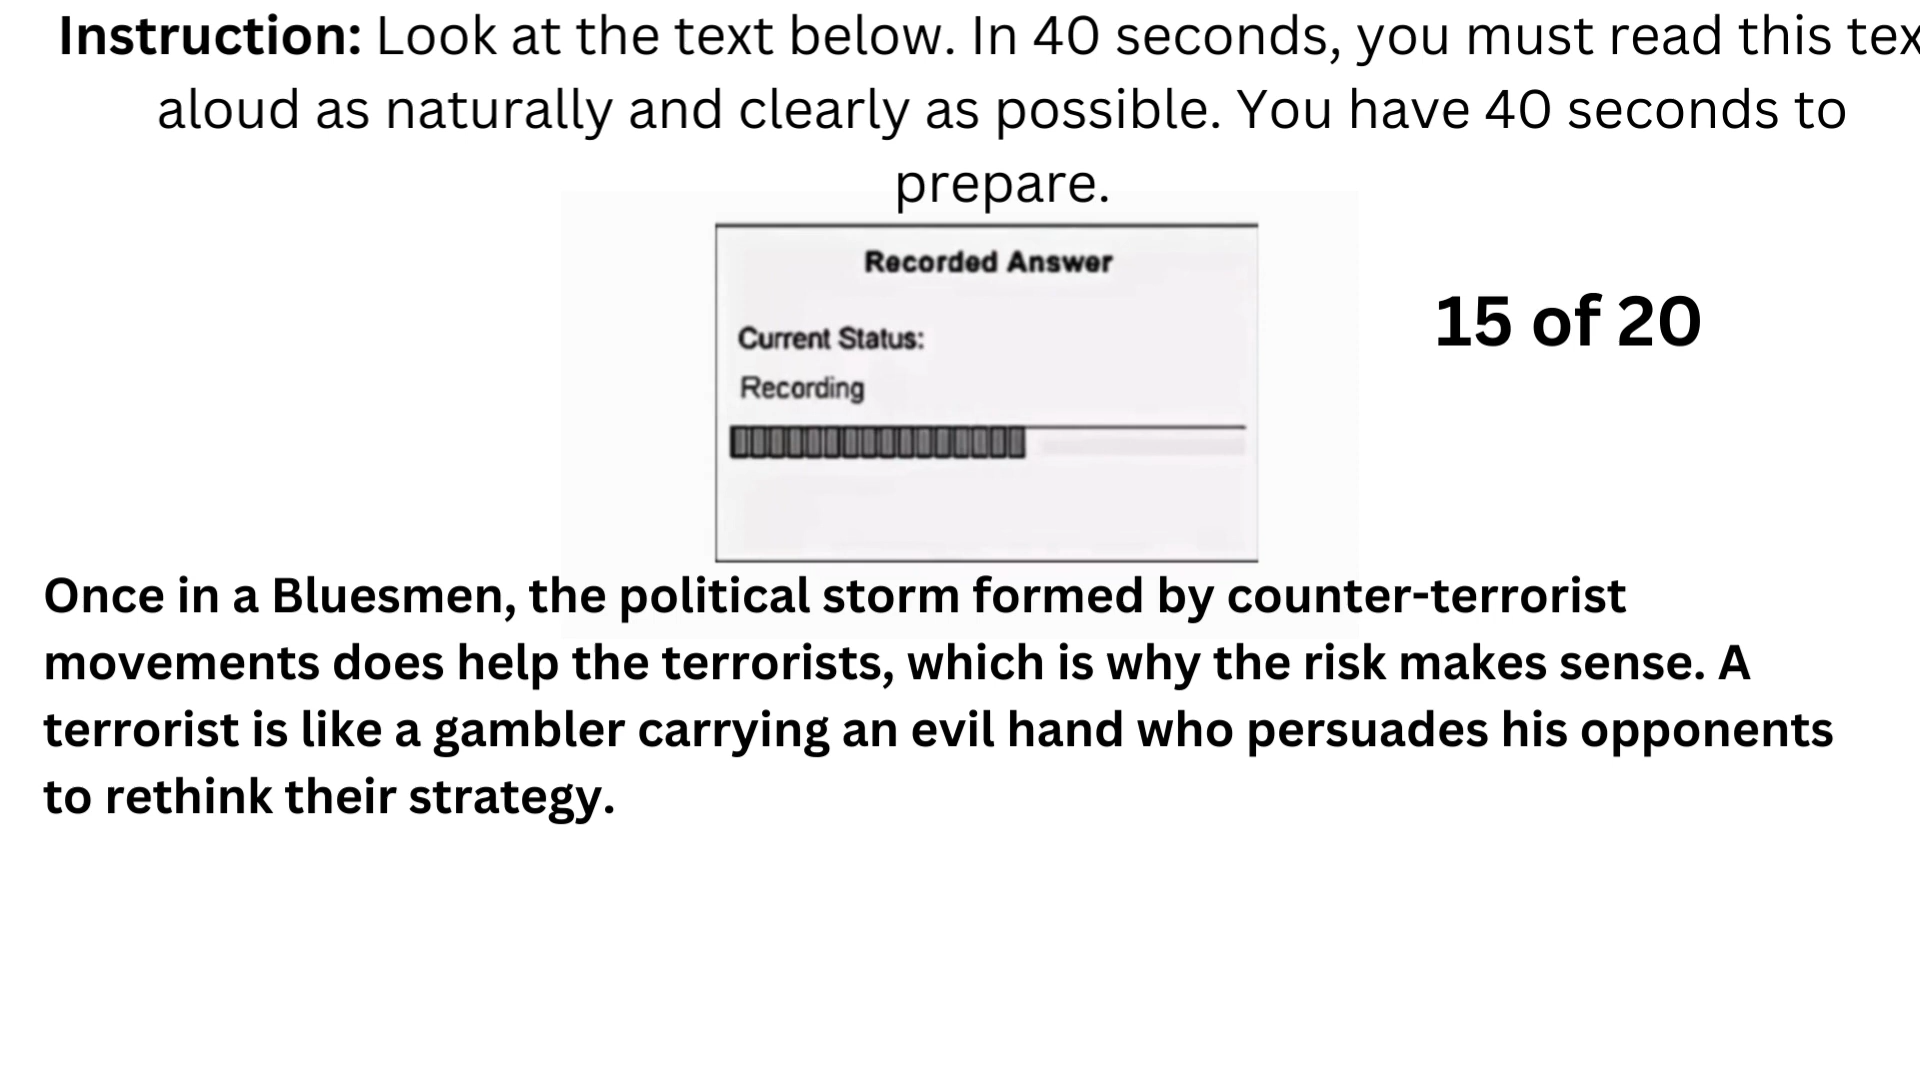 Instruction: Look at the text below. In 40 seconds, you must read this tex
aloud as naturally and clearly as possible. You have 40 seconds to
prepare.
Recorded Answer
Current Status:
Recording
15 of 20
Once in a Bluesmen, the political storm formed by counter-terrorist
movements does help the terrorists, which is why the risk makes sense. A
terrorist is like a gambler carrying an evil hand who persuades his opponents
to rethink their strategy.